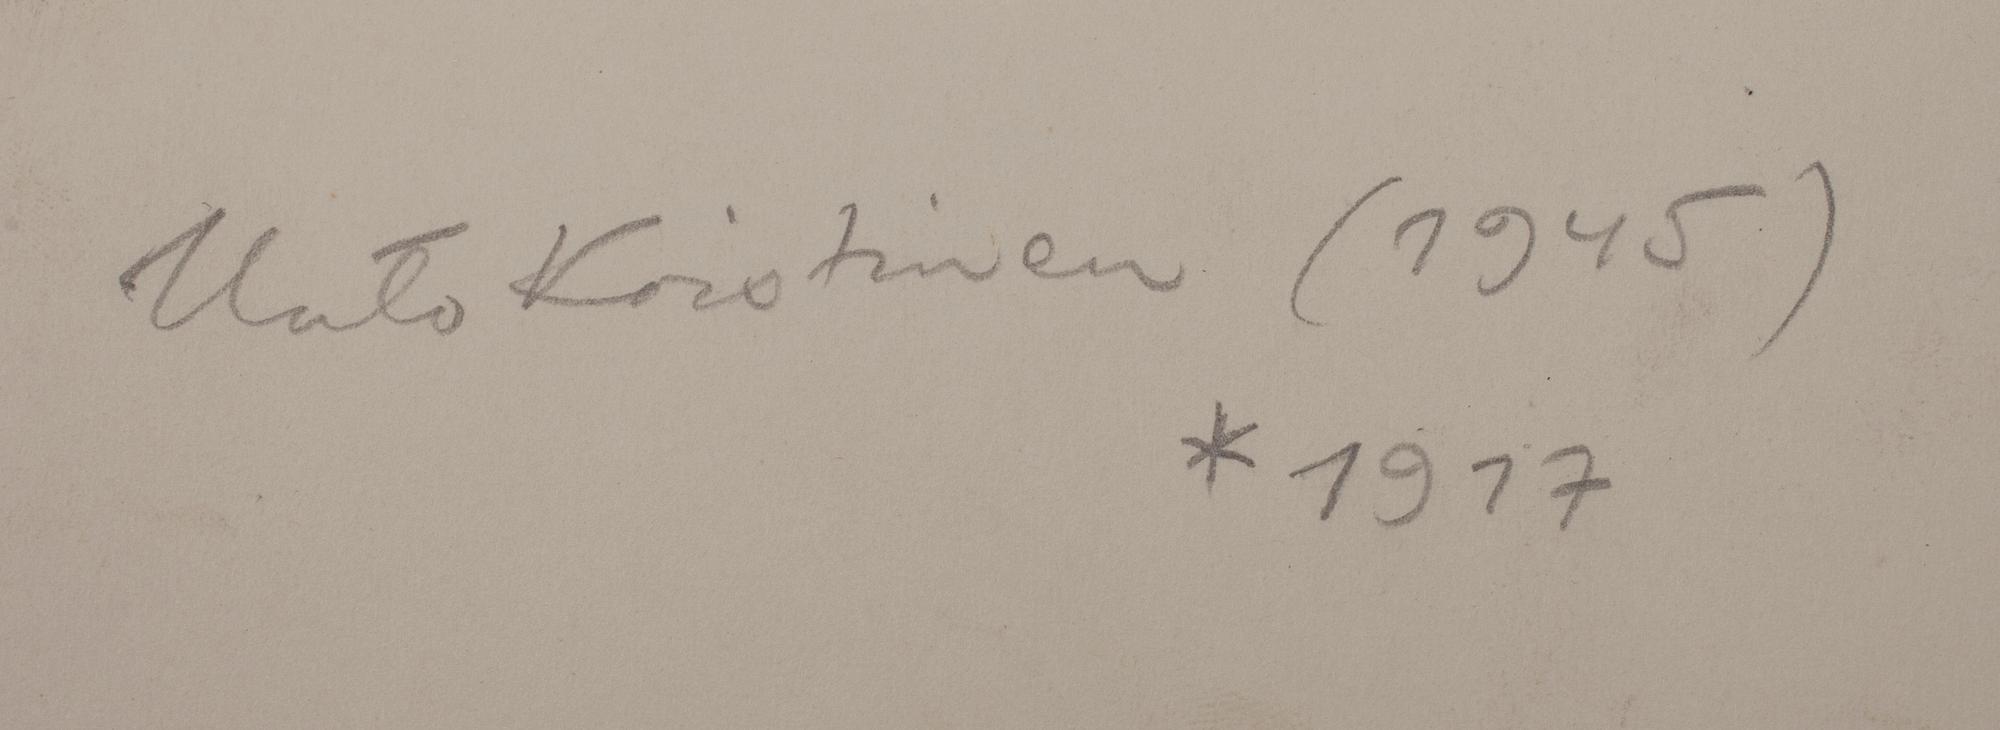 Unto Koistinen (1945)
* 1917